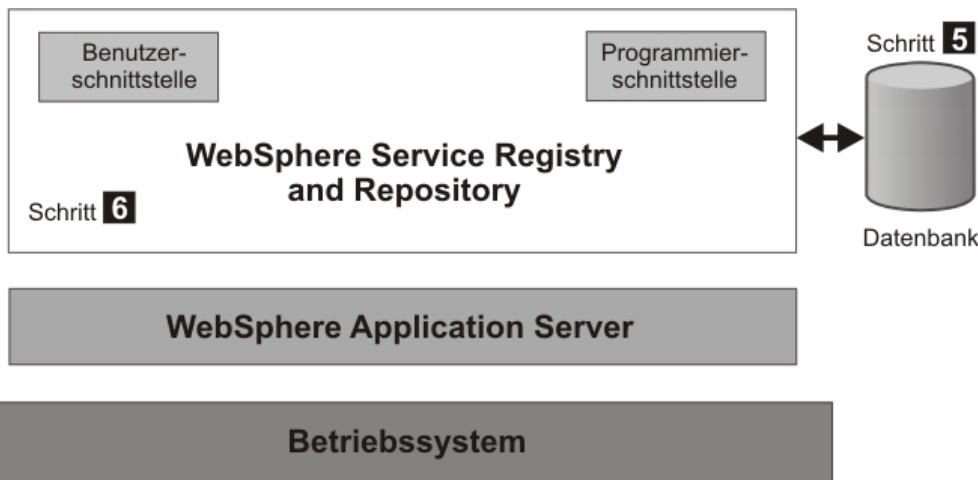 Benutzer-
schnittstelle
Programmier-
schnittstelle
Schritt 5
WebSphere Service Registry
and Repository
Schritt 6
Datenbank
WebSphere Application Server
Betriebssystem